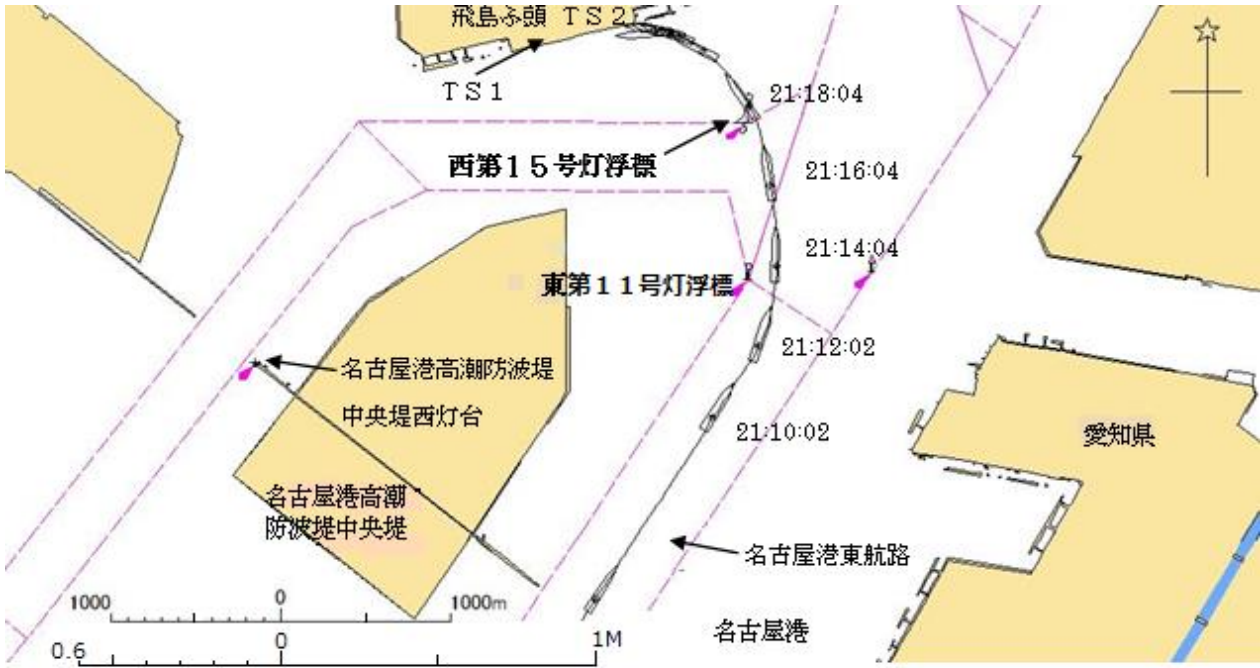 飛島ふ頭 ＴＳ２
ＴＳ１
21:18:04
西第１５号灯浮標
21:16:04
21:14:04
東第１１号灯浮標
21:12:02
名古屋港高潮防波堤
中央堤西灯台
21:10:02
愛知県
名古屋港高潮
防波堤中央堤
名古屋港東航路
1000 0 1000m
名古屋港
0.6 0 1M